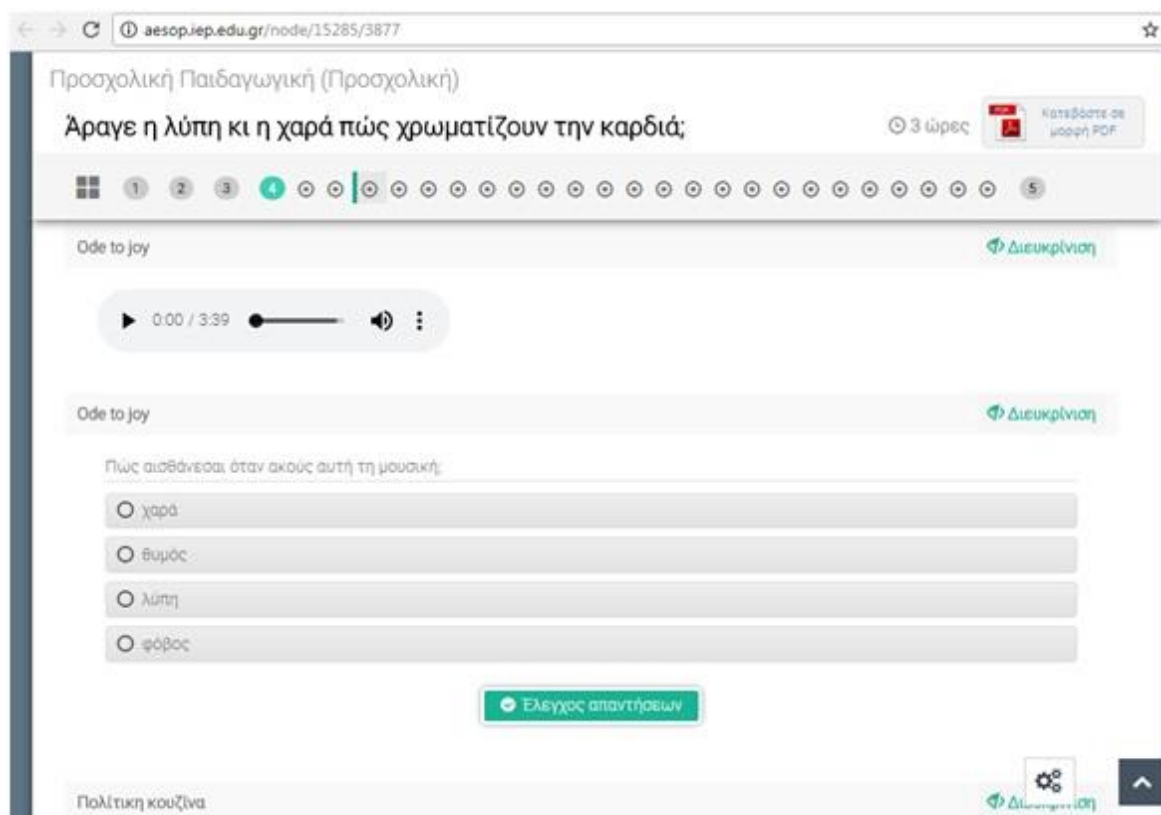 aesop.iep.edu.gr/node/15285/3877
Προσχολική Παιδαγωγική (Προσχολική)
Άραγε η λύπη κι η χαρά πώς χρωματίζουν την καρδιά;
3 ώρες
PDF
Κατεβάστε σε
μορφή PDF
1 2 3 4 5
Ode to joy
Διευκρίνιση
0:00 / 3:39
Ode to joy
Διευκρίνιση
Πώς αισθάνεσαι όταν ακούς αυτή τη μουσική;
χαρά
θυμός
λύπη
φόβος
Έλεγχος απαντήσεων
Πολίτικη κουζίνα